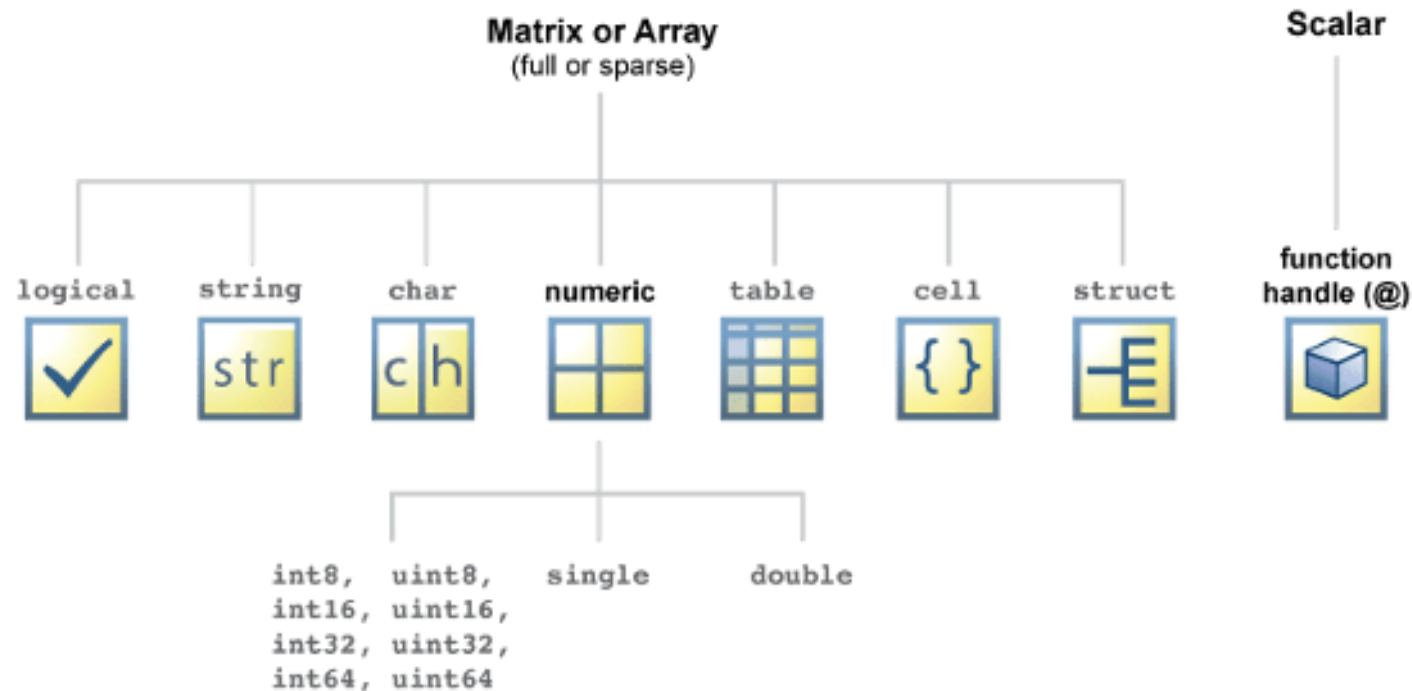 Matrix or Array
(full or sparse)
Scalar
logical
string
char
numeric
table
cell
struct
function
handle (@)
str
ch
{ }
int8, uint8,
int16, uint16,
int32, uint32,
int64, uint64
single
double